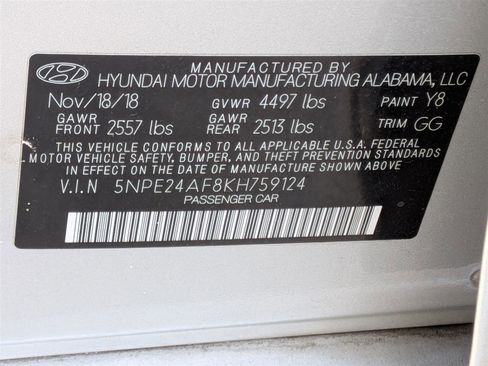 MANUFACTURED BY
HYUNDAI MOTOR MANUFACTURING ALABAMA, LLC
Nov/18/18 GVWR 4497 lbs PAINT Y8
GAWR FRONT 2557 lbs GAWR REAR 2513 lbs TRIM GG
THIS VEHICLE CONFORMS TO ALL APPLICABLE U.S.A. FEDERAL
MOTOR VEHICLE SAFETY, BUMPER, AND THEFT PREVENTION STANDARDS
IN EFFECT ON THE DATE OF MANUFACTURE SHOWN ABOVE
V.I.N 5NPE24AF8KH759124
PASSENGER CAR